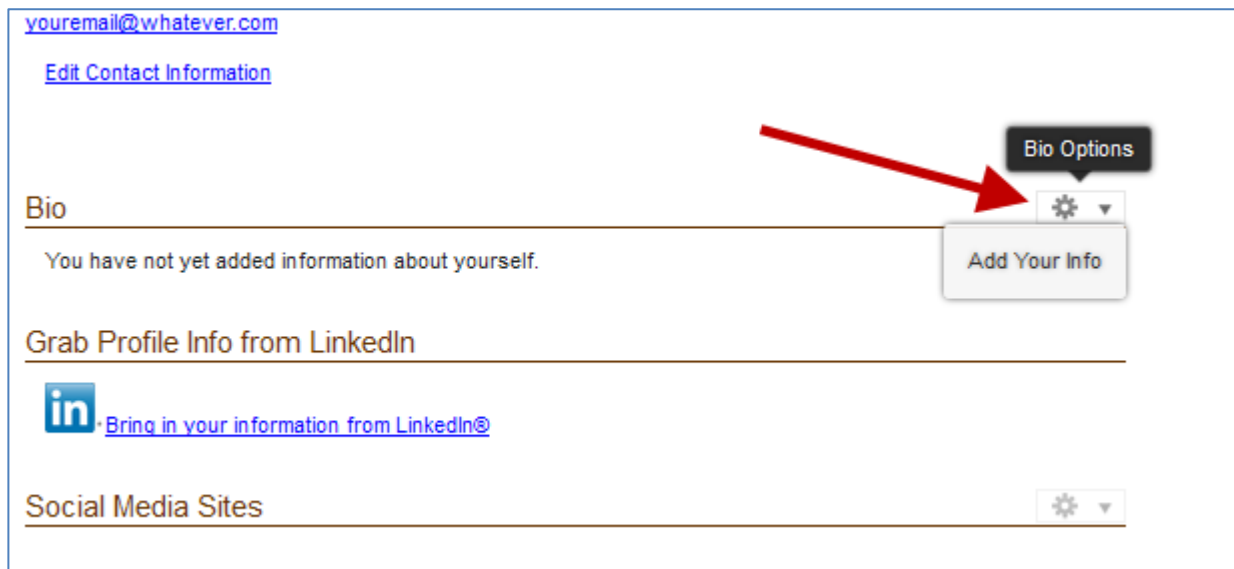 youremail@whatever.com
Edit Contact Information
Bio Options
Bio
You have not yet added information about yourself.
Add Your Info
Grab Profile Info from LinkedIn
in
Bring in your information from LinkedIn®
Social Media Sites